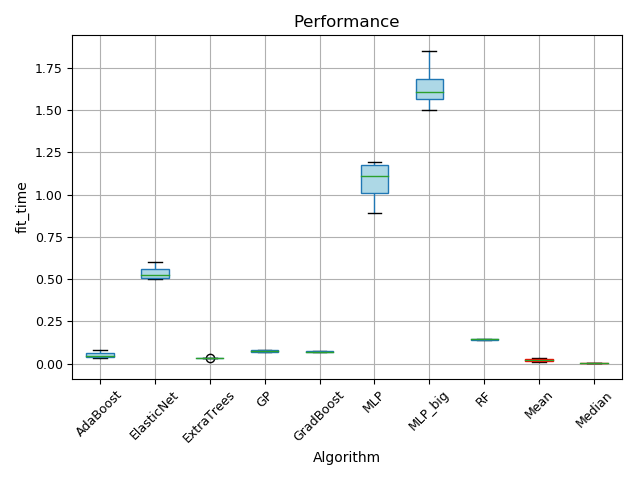 Performance
fit_time
1.75
1.50
1.25
1.00
0.75
0.50
0.25
0.00
AdaBoost
ElasticNet
ExtraTrees
GP
GradBoost
MLP
MLP_big
RF
Mean
Median
Algorithm